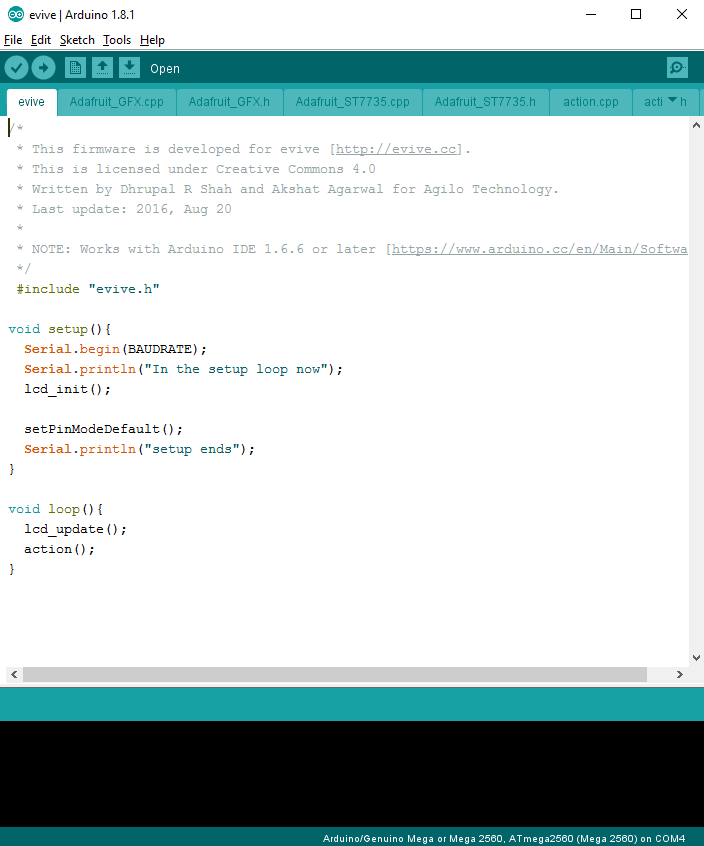 evive | Arduino 1.8.1
File Edit Sketch Tools Help
Open
evive Adafruit_GFX.cpp Adafruit_GFX.h Adafruit_ST7735.cpp Adafruit_ST7735.h action.cpp acti h
/*
* This firmware is developed for evive [http://evive.cc].
* This is licensed under Creative Commons 4.0
* Written by Dhrupal R Shah and Akshat Agarwal for Agilo Technology.
* Last update: 2016, Aug 20
*
* NOTE: Works with Arduino IDE 1.6.6 or later [https://www.arduino.cc/en/Main/Softwa
*/
#include "evive.h"
void setup(){
Serial.begin(BAUDRATE);
Serial.println("In the setup loop now");
lcd_init();
setPinModeDefault();
Serial.println("setup ends");
}
void loop(){
lcd_update();
action();
}
Arduino/Genuino Mega or Mega 2560, ATmega2560 (Mega 2560) on COM4